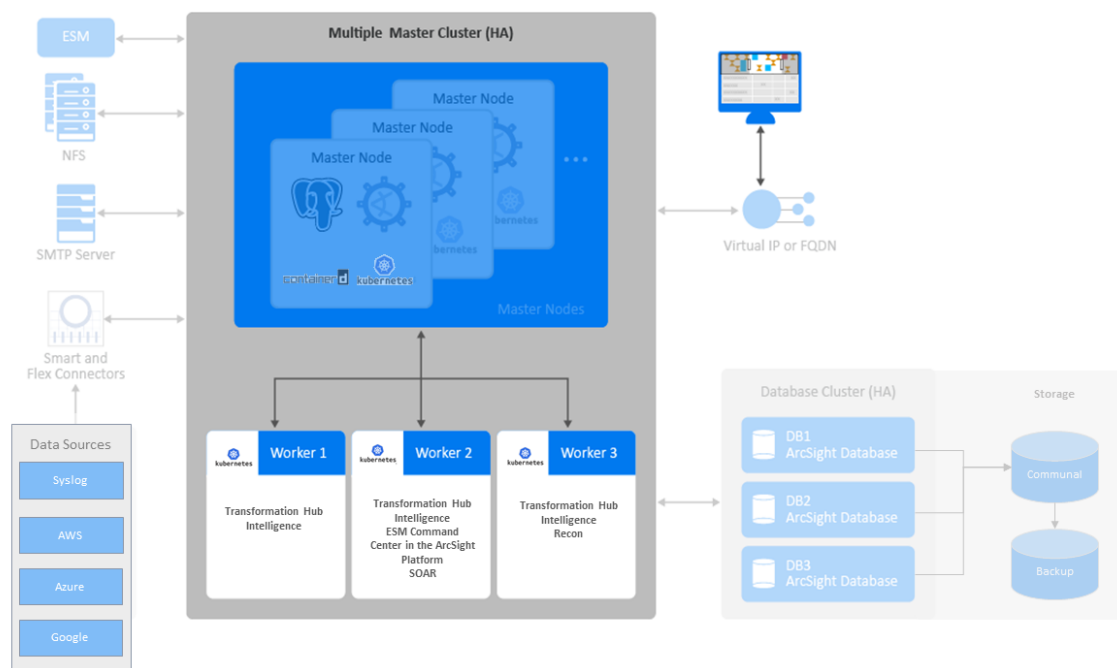 ESM
NFS
SMTP Server
Smart and
Flex Connectors
Data Sources
Syslog
AWS
Azure
Google
Multiple Master Cluster (HA)
Master Node
kubernetes
Master Node
kubernetes
Master Node
container d
kubernetes
...
Master Nodes
kubernetes
Worker 1
Transformation Hub
Intelligence
kubernetes
Worker 2
Transformation Hub
Intelligence
ESM Command
Center in the ArcSight
Platform
SOAR
kubernetes
Worker 3
Transformation Hub
Intelligence
Recon
Virtual IP or FQDN
Database Cluster (HA)
DB1
ArcSight Database
DB2
ArcSight Database
DB3
ArcSight Database
Storage
Communal
Backup